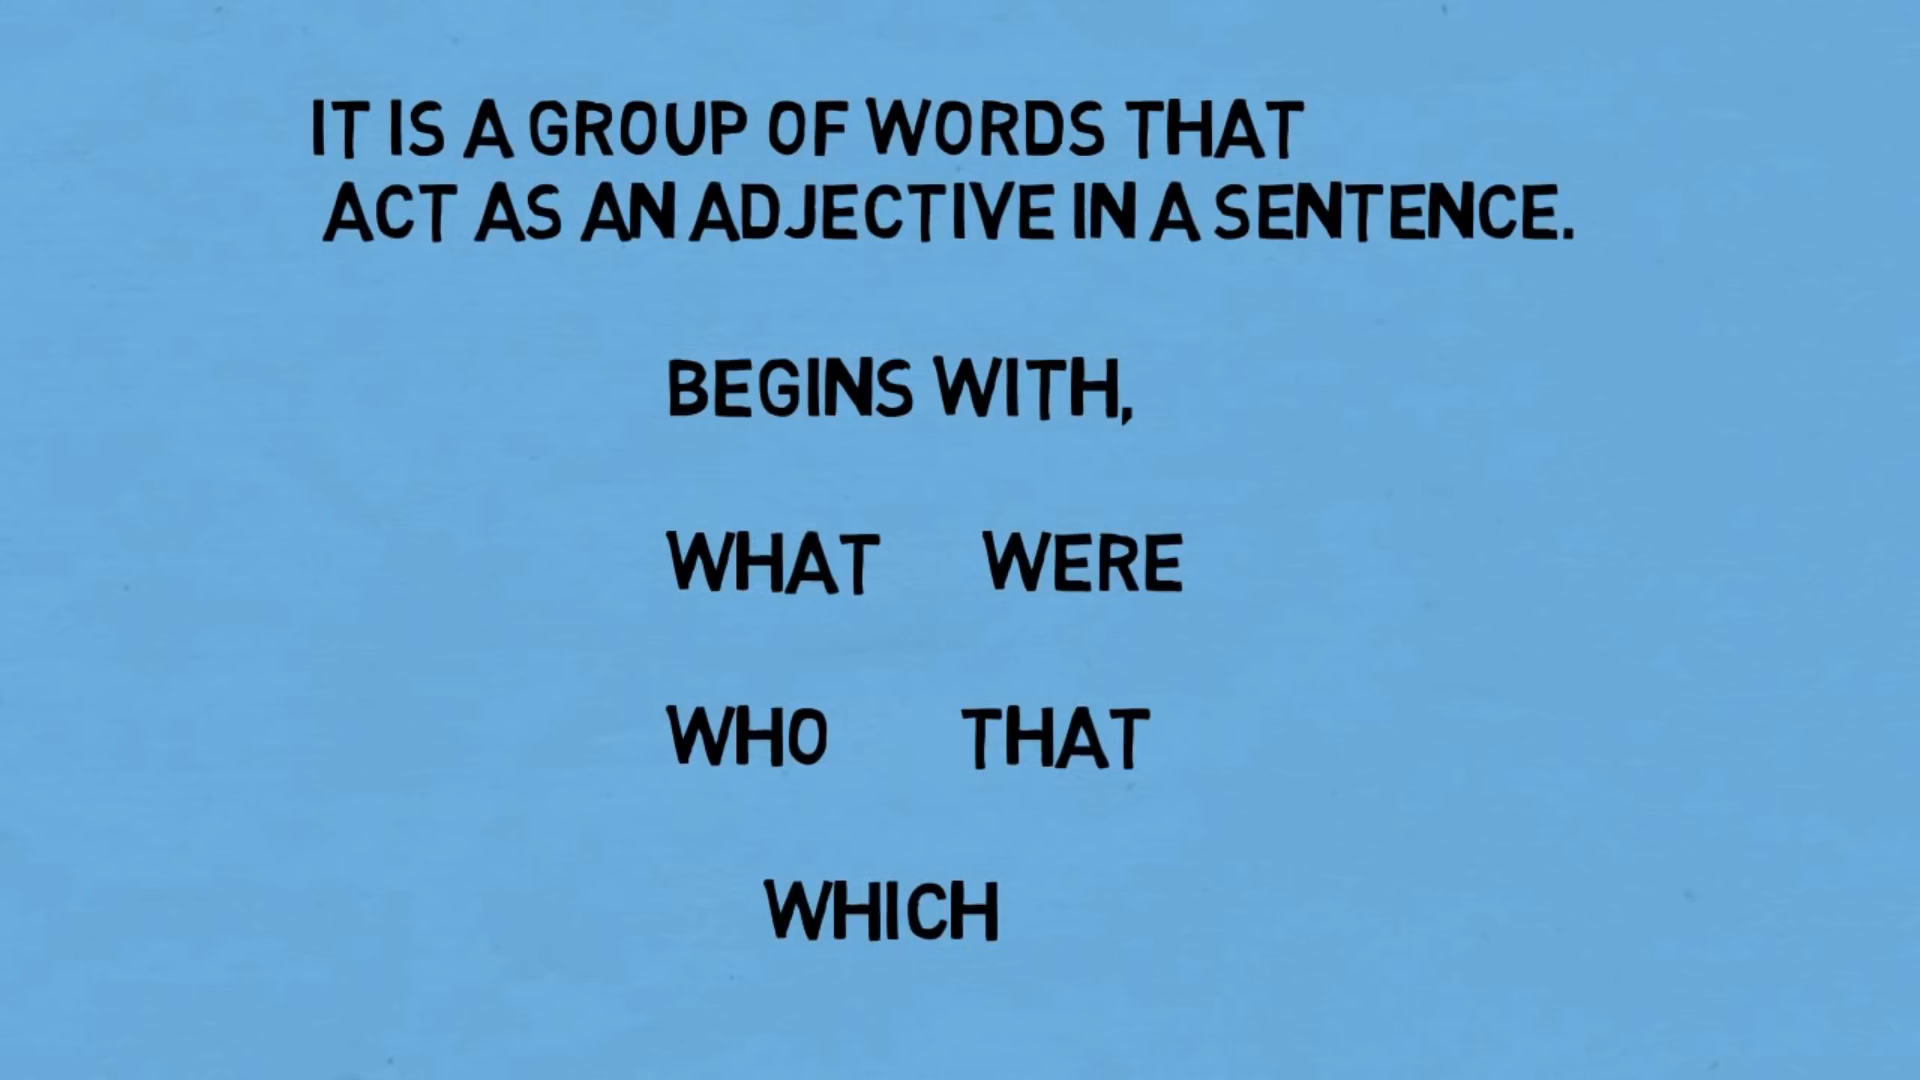 IT IS A GROUP OF WORDS THAT
ACT AS AN ADJECTIVE IN A SENTENCE.
BEGINS WITH,
WHAT WERE
WHO THAT
WHICH